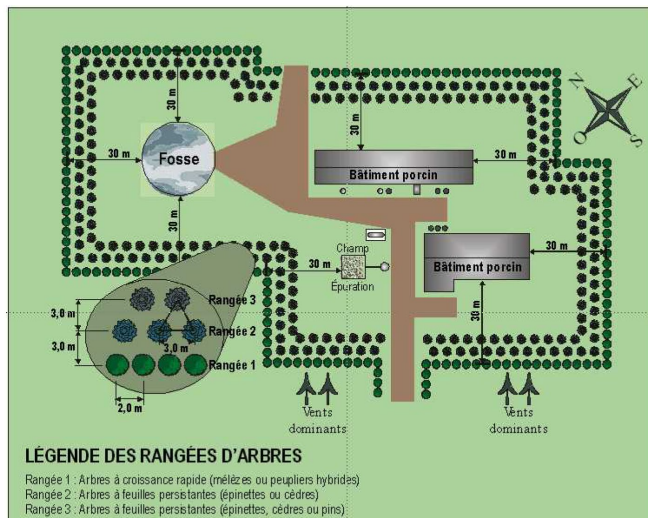 N
E
O
S
30 m
30 m
Fosse
30 m
30 m
30 m
Bâtiment porcin
30 m
Champ
30 m
Épuration
Bâtiment porcin
30 m
30 m
3,0 m
Rangée 3
Rangée 2
3,0 m
3,0 m
Rangée 1
2,0 m
Vents
dominants
Vents
dominants
LÉGENDE DES RANGÉES D'ARBRES
Rangée 1 : Arbres à croissance rapide (mélèzes ou peupliers hybrides)
Rangée 2 : Arbres à feuilles persistantes (épinettes ou cèdres)
Rangée 3 : Arbres à feuilles persistantes (épinettes, cèdres ou pins)